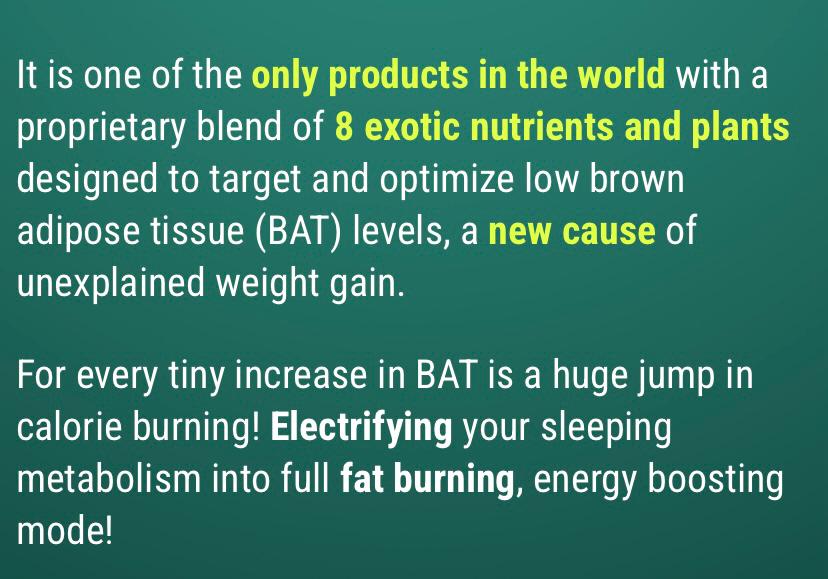 It is one of the only products in the world with a
proprietary blend of 8 exotic nutrients and plants
designed to target and optimize low brown
adipose tissue (BAT) levels, a new cause of
unexplained weight gain.
For every tiny increase in BAT is a huge jump in
calorie burning! Electrifying your sleeping
metabolism into full fat burning, energy boosting
mode!